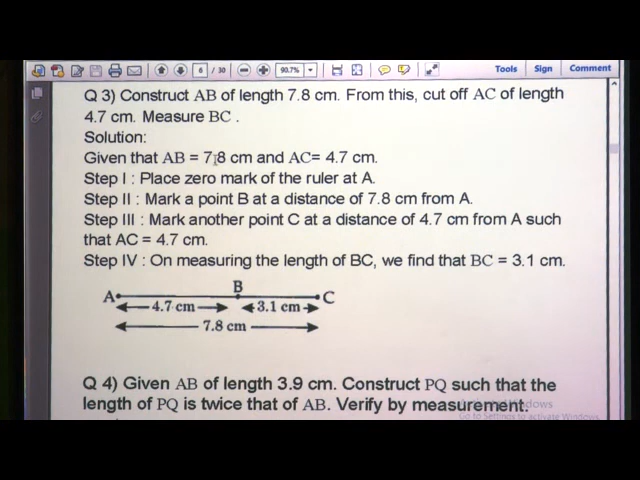 6 / 30
90.7%
Tools Sign Comment
Q 3) Construct AB of length 7.8 cm. From this, cut off AC of length
4.7 cm. Measure BC .
Solution:
Given that AB = 7.8 cm and AC= 4.7 cm.
Step I : Place zero mark of the ruler at A.
Step II : Mark a point B at a distance of 7.8 cm from A.
Step III : Mark another point C at a distance of 4.7 cm from A such
that AC = 4.7 cm.
Step IV : On measuring the length of BC, we find that BC = 3.1 cm.
A B C
4.7 cm 3.1 cm
7.8 cm
Q 4) Given AB of length 3.9 cm. Construct PQ such that the
length of PQ is twice that of AB. Verify by measurement.
Go to Settings to activate Windows.